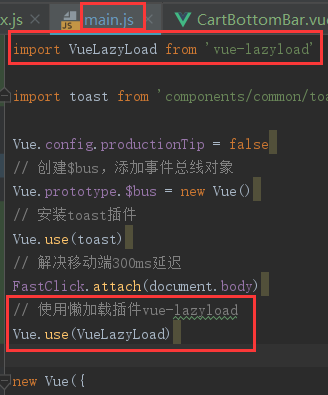 x.js × main.js × CartBottomBar.vue
import VueLazyLoad from 'vue-lazyload'
import toast from 'components/common/toa
Vue.config.productionTip = false
// 创建$bus，添加事件总线对象
Vue.prototype.$bus = new Vue()
// 安装toast插件
Vue.use(toast)
// 解决移动端300ms延迟
FastClick.attach(document.body)
// 使用懒加载插件vue-lazyload
Vue.use(VueLazyLoad)
new Vue({